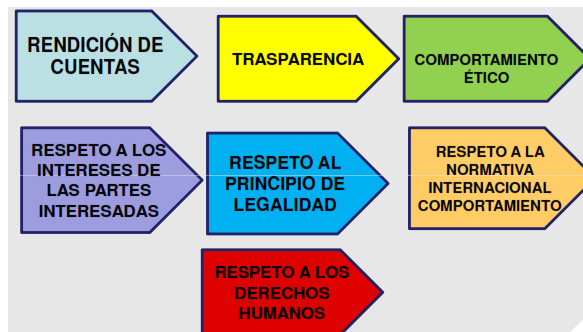 RENDICIÓN DE
CUENTAS
TRASPARENCIA
COMPORTAMIENTO
ÉTICO
RESPETO A LOS
INTERESES DE
LAS PARTES
INTERESADAS
RESPETO AL
PRINCIPIO DE
LEGALIDAD
RESPETO A LA
NORMATIVA
INTERNACIONAL
COMPORTAMIENTO
RESPETO A LOS
DERECHOS
HUMANOS